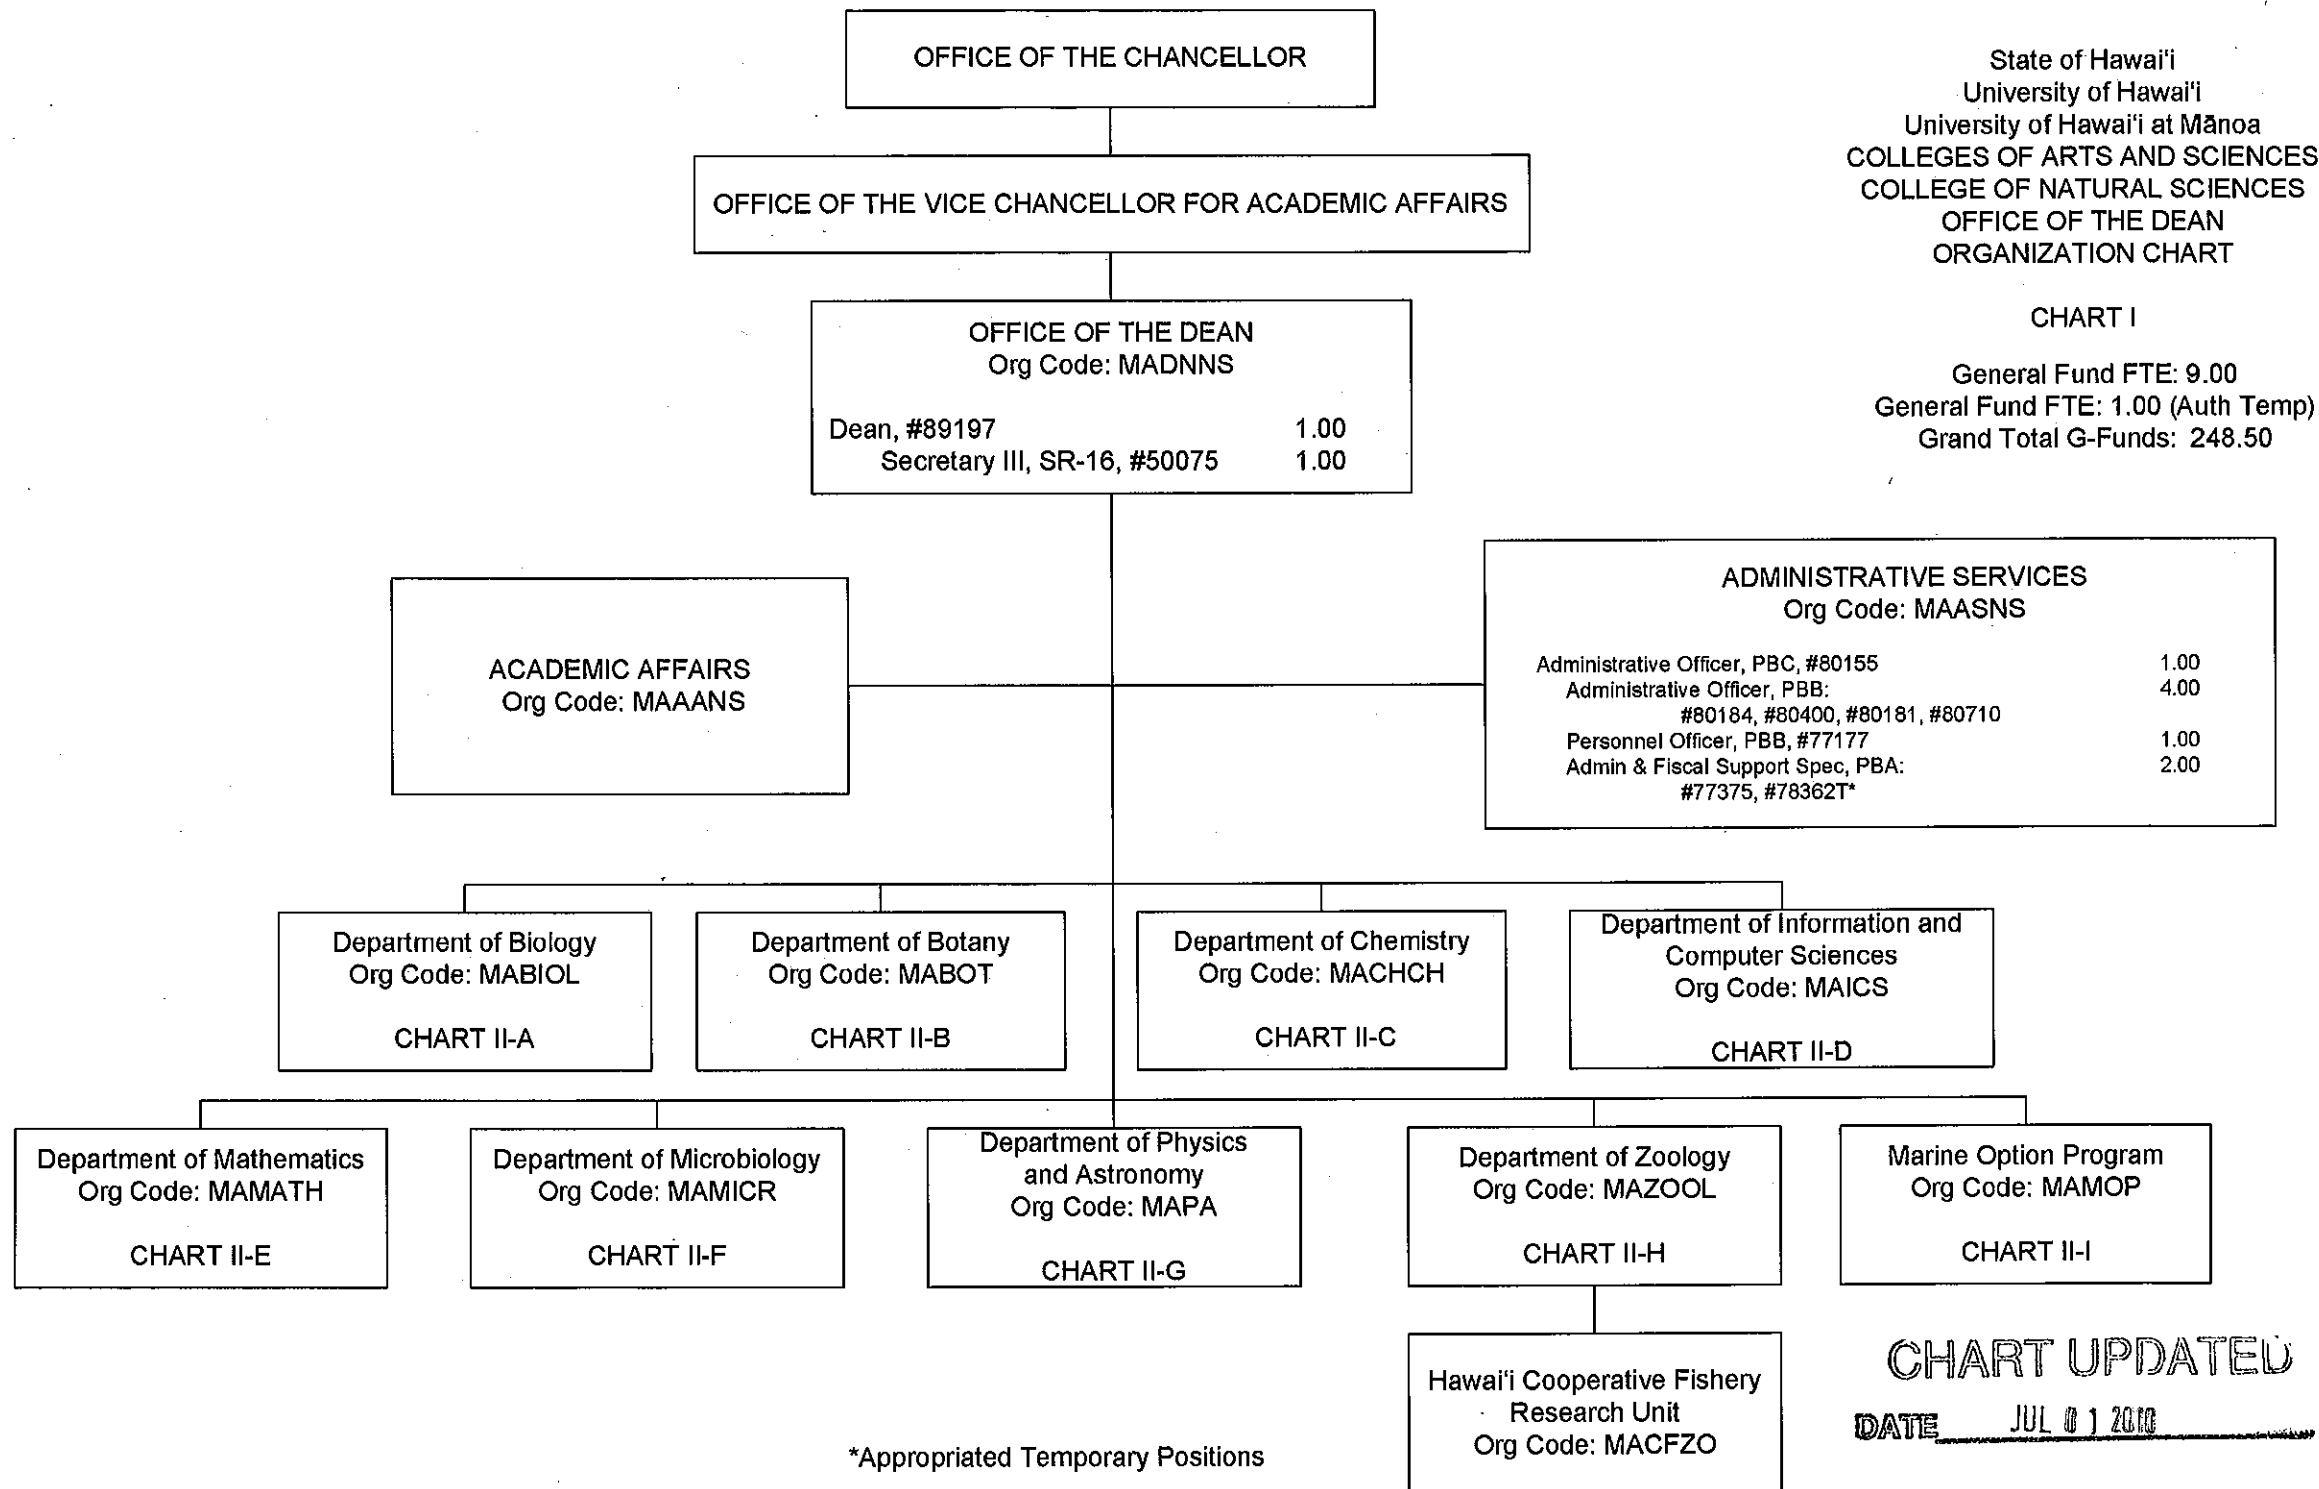 OFFICE OF THE CHANCELLOR
OFFICE OF THE VICE CHANCELLOR FOR ACADEMIC AFFAIRS
State of Hawai‘i
University of Hawai‘i
University of Hawai‘i at Mānoa
COLLEGES OF ARTS AND SCIENCES
COLLEGE OF NATURAL SCIENCES
OFFICE OF THE DEAN
ORGANIZATION CHART
CHART I
General Fund FTE: 9.00
General Fund FTE: 1.00 (Auth Temp)
Grand Total G-Funds: 248.50
OFFICE OF THE DEAN
Org Code: MADNNS
Dean, #89197 1.00
Secretary III, SR-16, #50075 1.00
ACADEMIC AFFAIRS
Org Code: MAAANS
ADMINISTRATIVE SERVICES
Org Code: MAASNS
Administrative Officer, PBC, #80155 1.00
Administrative Officer, PBB: 4.00
#80184, #80400, #80181, #80710
Personnel Officer, PBB, #77177 1.00
Admin & Fiscal Support Spec, PBA: 2.00
#77375, #78362T*
Department of Biology
Org Code: MABIOL
CHART II-A
Department of Botany
Org Code: MABOT
CHART II-B
Department of Chemistry
Org Code: MACHCH
CHART II-C
Department of Information and
Computer Sciences
Org Code: MAICS
CHART II-D
Department of Mathematics
Org Code: MAMATH
CHART II-E
Department of Microbiology
Org Code: MAMICR
CHART II-F
Department of Physics
and Astronomy
Org Code: MAPA
CHART II-G
Department of Zoology
Org Code: MAZOOL
CHART II-H
Marine Option Program
Org Code: MAMOP
CHART II-I
Hawai‘i Cooperative Fishery
Research Unit
Org Code: MACFZO
*Appropriated Temporary Positions
CHART UPDATED
DATE JUL 01 2010